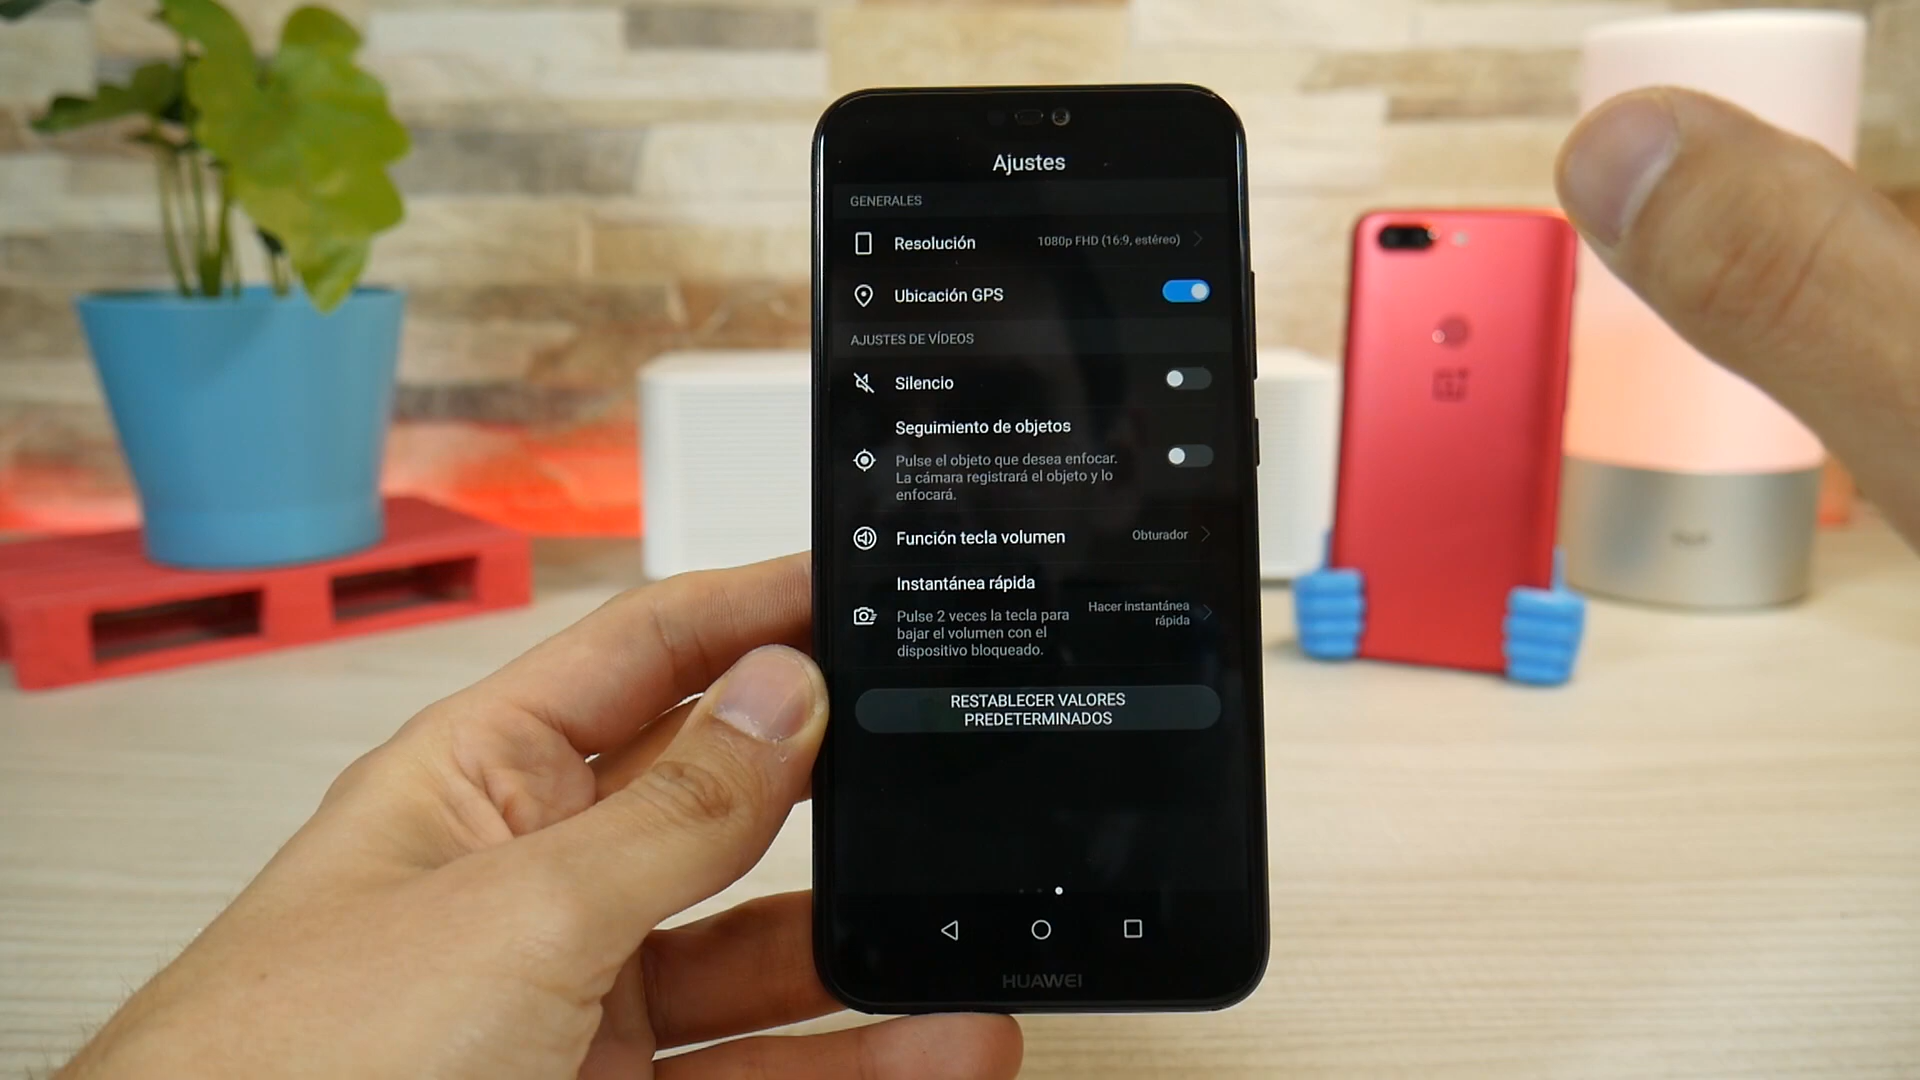 Ajustes
GENERALES
Resolución 1080p FHD (16:9, estéreo)
Ubicación GPS
AJUSTES DE VÍDEOS
Silencio
Seguimiento de objetos
Pulse el objeto que desea enfocar.
La cámara registrará el objeto y lo
enfocará.
Función tecla volumen Obturador
Instantánea rápida
Pulse 2 veces la tecla para
bajar el volumen con el
dispositivo bloqueado.
Hacer instantánea
rápida
RESTABLECER VALORES
PREDETERMINADOS
HUAWEI